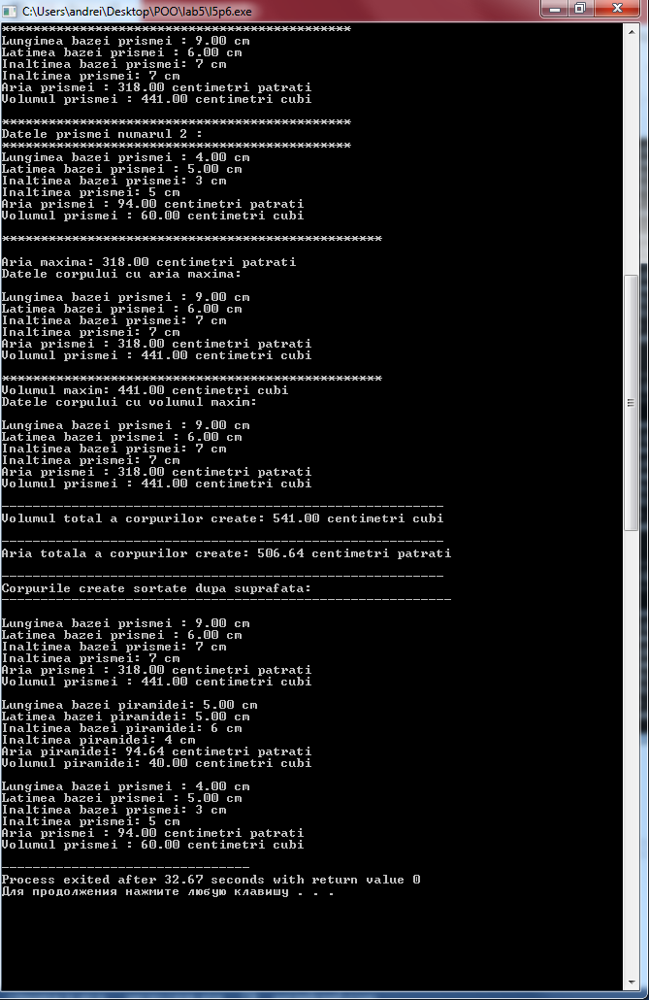 C:\Users\andrei\Desktop\POO\lab5\l5p6.exe
*********************************************
Lungimea bazei prismei : 9.00 cm
Latimea bazei prismei : 6.00 cm
Inaltimea bazei prismei: 7 cm
Inaltimea prismei: 7 cm
Aria prismei : 318.00 centimetri patrati
Volumul prismei : 441.00 centimetri cubi
*********************************************
Datele prismei numarul 2 :
*********************************************
Lungimea bazei prismei : 4.00 cm
Latimea bazei prismei : 5.00 cm
Inaltimea bazei prismei: 3 cm
Inaltimea prismei: 5 cm
Aria prismei : 94.00 centimetri patrati
Volumul prismei : 60.00 centimetri cubi
*************************************************
Aria maxima: 318.00 centimetri patrati
Datele corpului cu aria maxima:
Lungimea bazei prismei : 9.00 cm
Latimea bazei prismei : 6.00 cm
Inaltimea bazei prismei: 7 cm
Inaltimea prismei: 7 cm
Aria prismei : 318.00 centimetri patrati
Volumul prismei : 441.00 centimetri cubi
*************************************************
Volumul maxim: 441.00 centimetri cubi
Datele corpului cu volumul maxim:
Lungimea bazei prismei : 9.00 cm
Latimea bazei prismei : 6.00 cm
Inaltimea bazei prismei: 7 cm
Inaltimea prismei: 7 cm
Aria prismei : 318.00 centimetri patrati
Volumul prismei : 441.00 centimetri cubi
---------------------------------------------------------
Volumul total a corpurilor create: 541.00 centimetri cubi
---------------------------------------------------------
Aria totala a corpurilor create: 506.64 centimetri patrati
---------------------------------------------------------
Corpurile create sortate dupa suprafata:
----------------------------------------------------------
Lungimea bazei prismei : 9.00 cm
Latimea bazei prismei : 6.00 cm
Inaltimea bazei prismei: 7 cm
Inaltimea prismei: 7 cm
Aria prismei : 318.00 centimetri patrati
Volumul prismei : 441.00 centimetri cubi
Lungimea bazei piramidei: 5.00 cm
Latimea bazei piramidei: 5.00 cm
Inaltimea bazei piramidei: 6 cm
Inaltimea piramidei: 4 cm
Aria piramidei: 94.64 centimetri patrati
Volumul piramidei: 40.00 centimetri cubi
Lungimea bazei prismei : 4.00 cm
Latimea bazei prismei : 5.00 cm
Inaltimea bazei prismei: 3 cm
Inaltimea prismei: 5 cm
Aria prismei : 94.00 centimetri patrati
Volumul prismei : 60.00 centimetri cubi
--------------------------------
Process exited after 32.67 seconds with return value 0
Для продолжения нажмите любую клавишу . . .